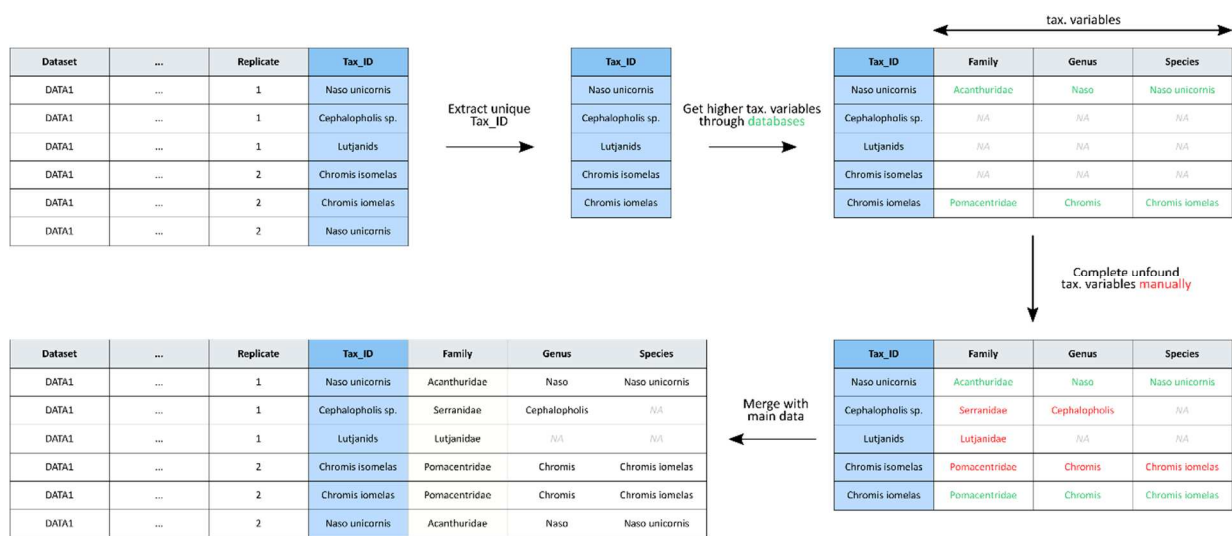 tax. variables
Dataset ... Replicate Tax_ID
DATA1 ... 1 Naso unicornis
DATA1 ... 1 Cephalopholis sp.
DATA1 ... 1 Lutjanids
DATA1 ... 2 Chromis isomelas
DATA1 ... 2 Chromis iomelas
DATA1 ... 2 Naso unicornis
Extract unique
Tax_ID
Tax_ID
Naso unicornis
Cephalopholis sp.
Lutjanids
Chromis isomelas
Chromis iomelas
Get higher tax. variables
through databases
Tax_ID Family Genus Species
Naso unicornis Acanthuridae Naso Naso unicornis
Cephalopholis sp. NA NA NA
Lutjanids NA NA NA
Chromis isomelas NA NA NA
Chromis iomelas Pomacentridae Chromis Chromis iomelas
Complete unfound
tax. variables manually
Tax_ID Family Genus Species
Naso unicornis Acanthuridae Naso Naso unicornis
Cephalopholis sp. Serranidae Cephalopholis NA
Lutjanids Lutjanidae NA NA
Chromis isomelas Pomacentridae Chromis Chromis iomelas
Chromis iomelas Pomacentridae Chromis Chromis iomelas
Merge with
main data
Dataset ... Replicate Tax_ID Family Genus Species
DATA1 ... 1 Naso unicornis Acanthuridae Naso Naso unicornis
DATA1 ... 1 Cephalopholis sp. Serranidae Cephalopholis NA
DATA1 ... 1 Lutjanids Lutjanidae NA NA
DATA1 ... 2 Chromis isomelas Pomacentridae Chromis Chromis iomelas
DATA1 ... 2 Chromis iomelas Pomacentridae Chromis Chromis iomelas
DATA1 ... 2 Naso unicornis Acanthuridae Naso Naso unicornis